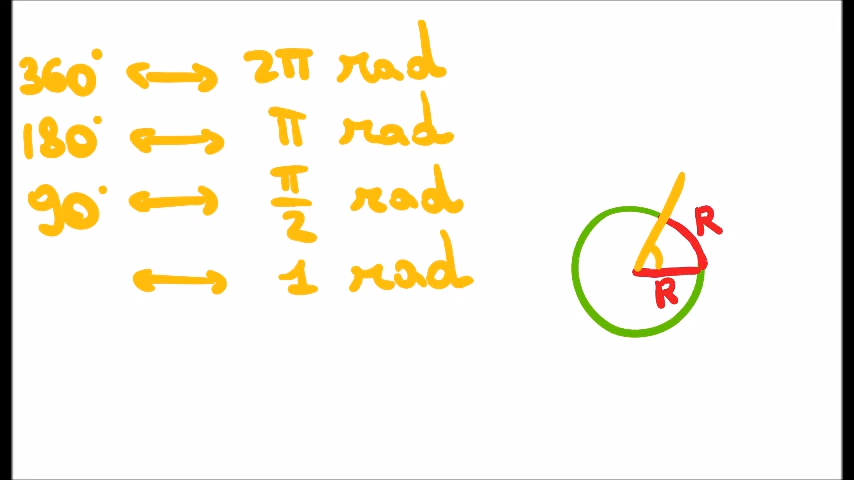 360° ↔ 2π rad
180° ↔ π rad
90° ↔ π/2 rad
↔ 1 rad
R
R